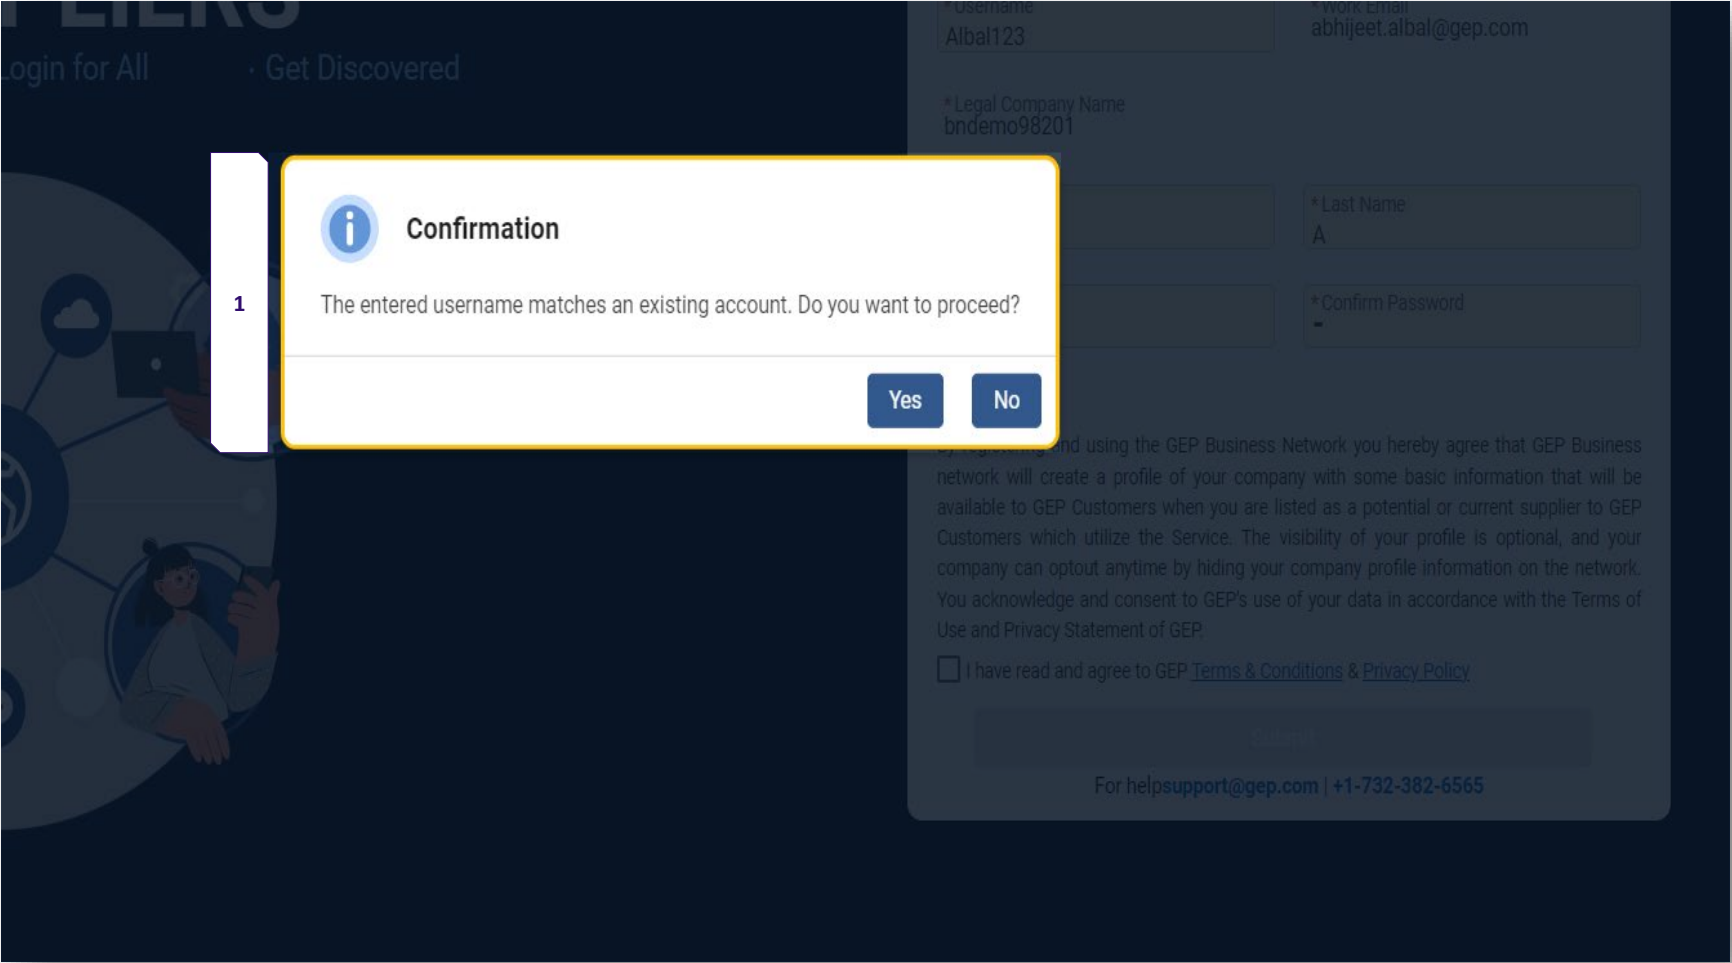 Login for All
· Get Discovered
* Username
Albal123
* Work Email
abhijeet.albal@gep.com
* Legal Company Name
bndemo98201
1
Confirmation
The entered username matches an existing account. Do you want to proceed?
Yes
No
* Last Name
A
* Confirm Password
By registering and using the GEP Business Network you hereby agree that GEP Business
network will create a profile of your company with some basic information that will be
available to GEP Customers when you are listed as a potential or current supplier to GEP
Customers which utilize the Service. The visibility of your profile is optional, and your
company can optout anytime by hiding your company profile information on the network.
You acknowledge and consent to GEP's use of your data in accordance with the Terms of
Use and Privacy Statement of GEP.
I have read and agree to GEP Terms & Conditions & Privacy Policy
Submit
For helpsupport@gep.com | +1-732-382-6565